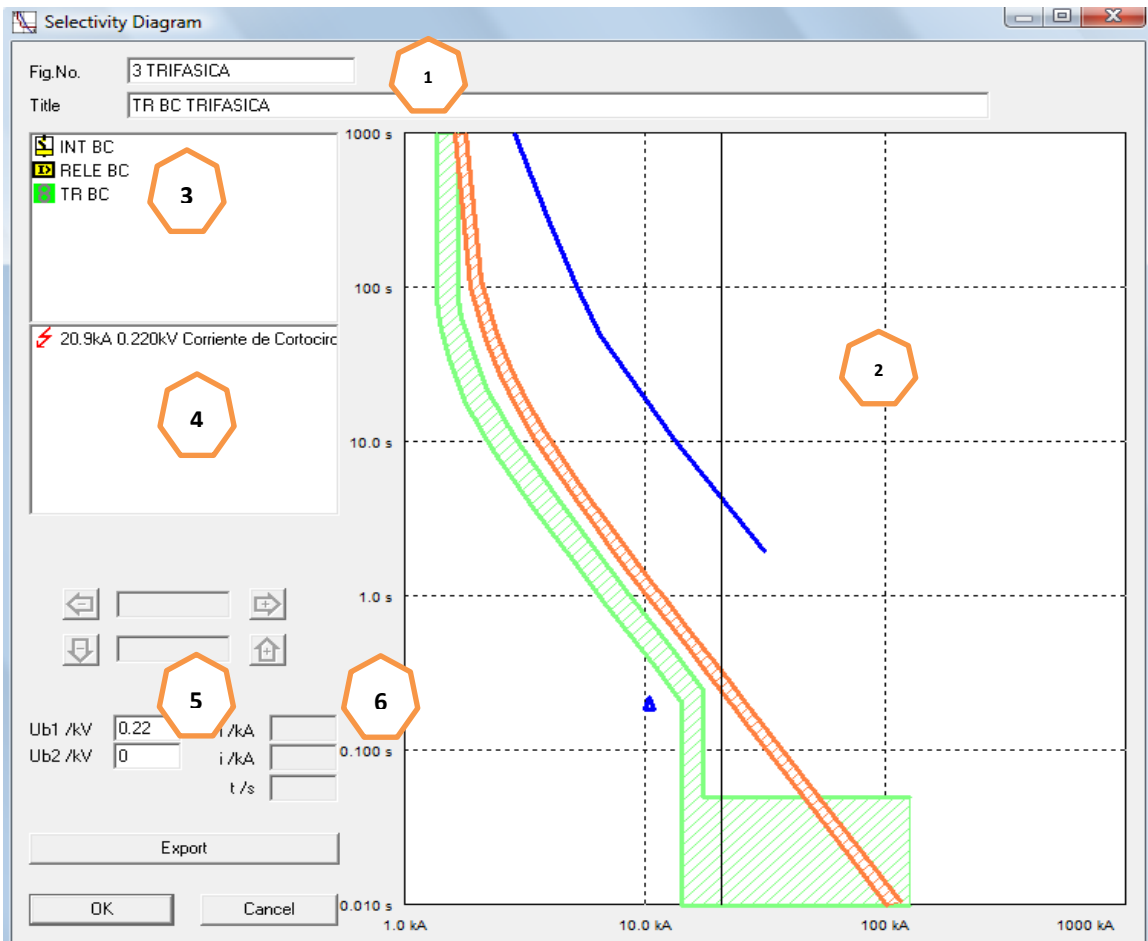 Selectivity Diagram
Fig.No.
3 TRIFASICA
1
Title
TR BC TRIFASICA
INT BC
RELE BC
TR BC
3
20.9kA 0.220kV Corriente de Cortocirc
4
2
5
6
Ub1 /kV
0.22
/kA
Ub2 /kV
0
i /kA
t /s
Export
OK
Cancel
1000 s
100 s
10.0 s
1.0 s
0.100 s
0.010 s
1.0 kA
10.0 kA
100 kA
1000 kA